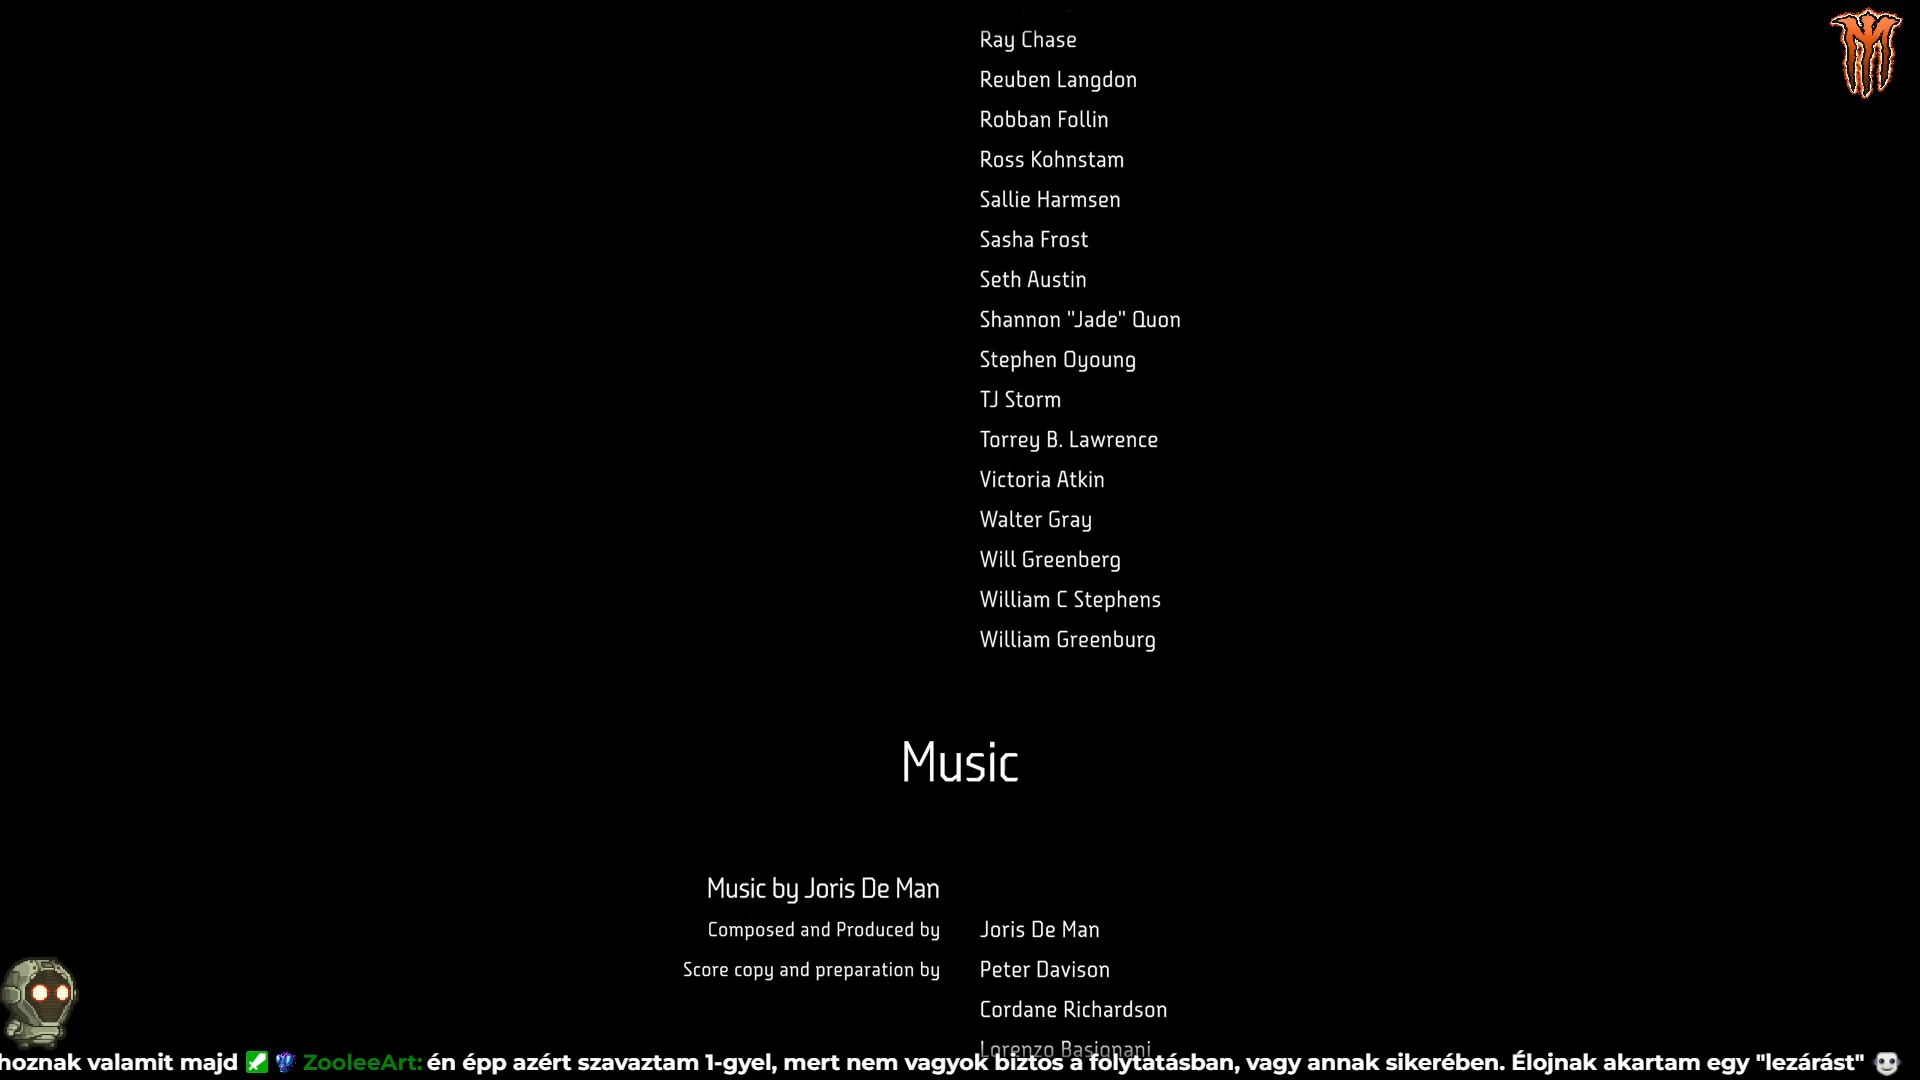 Ray Chase
Reuben Langdon
Robban Follin
Ross Kohnstam
Sallie Harmsen
Sasha Frost
Seth Austin
Shannon "Jade" Quon
Stephen Oyoung
TJ Storm
Torrey B. Lawrence
Victoria Atkin
Walter Gray
Will Greenberg
William C Stephens
William Greenburg
Music
Music by Joris De Man
Composed and Produced by Joris De Man
Score copy and preparation by Peter Davison
Cordane Richardson
Lorenzo Basignani
hoznak valamit majd ZooleeArt: én épp azért szavaztam 1-gyel, mert nem vagyok biztos a folytatásban, vagy annak sikerében. Élojnak akartam egy "lezárást"